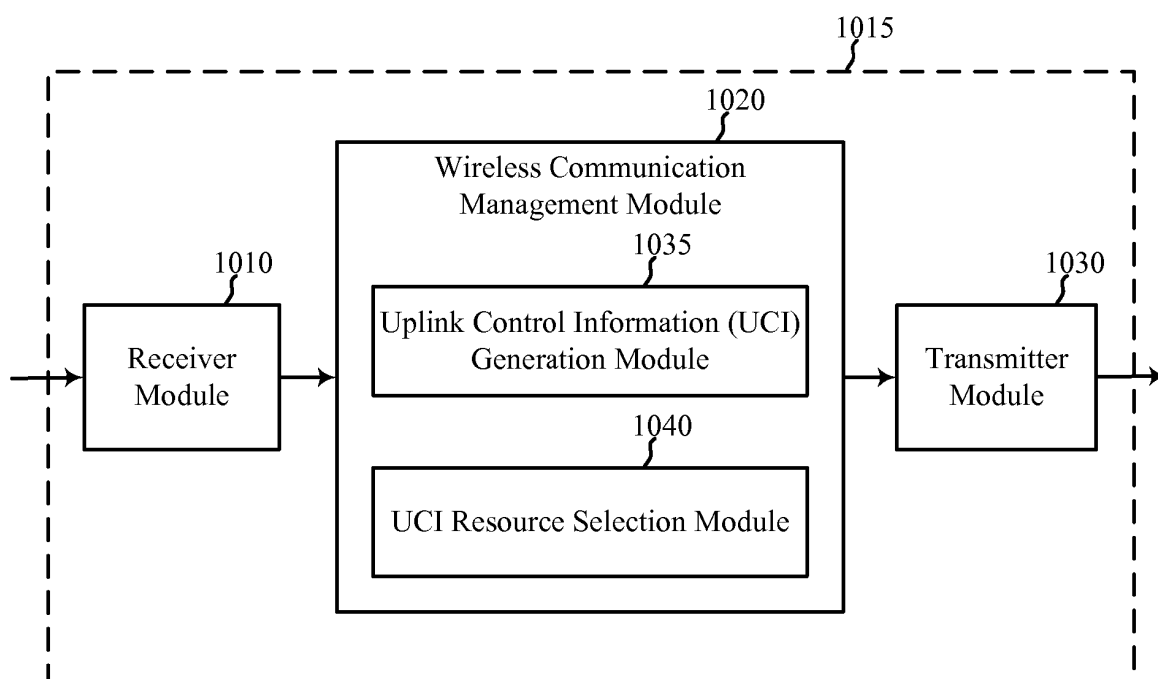 1015
1020
Wireless Communication
Management Module
1035
1010
1030
Uplink Control Information (UCI)
Generation Module
Receiver
Module
Transmitter
Module
1040
UCI Resource Selection Module